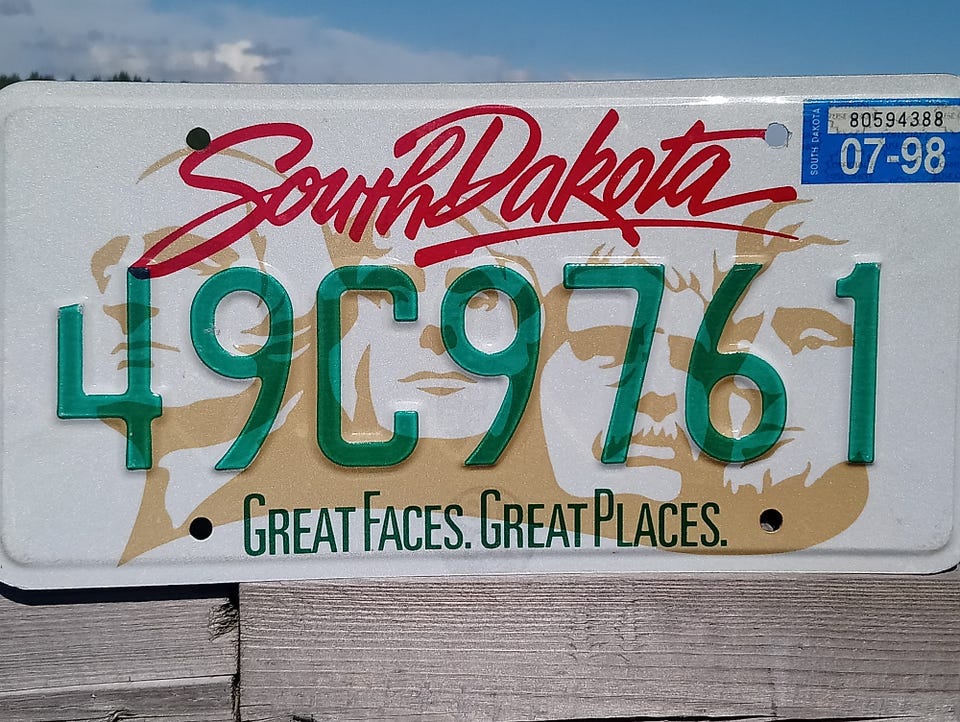 South Dakota
80594388
SOUTH DAKOTA
07-98
49C9761
GREAT FACES. GREAT PLACES.